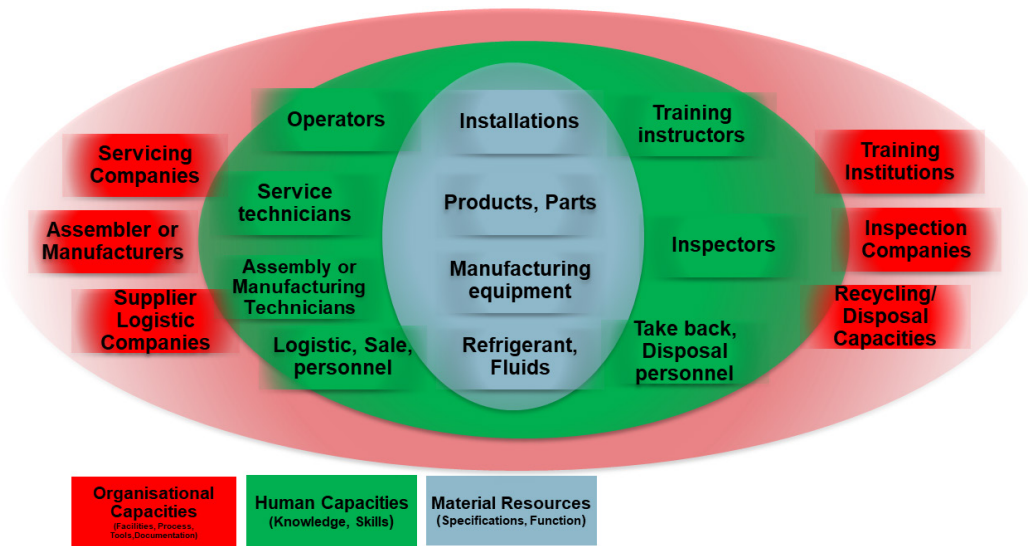 Operators
Installations
Training
instructors
Servicing
Companies
Training
Institutions
Service
technicians
Products, Parts
Assembler or
Manufacturers
Inspectors
Inspection
Companies
Assembly or
Manufacturing
Technicians
Manufacturing
equipment
Supplier
Logistic
Companies
Recycling/
Disposal
Capacities
Logistic, Sale,
personnel
Refrigerant,
Fluids
Take back,
Disposal
personnel
Organisational
Capacities
(Facilities, Process,
Tools,Documentation)
Human Capacities
(Knowledge, Skills)
Material Resources
(Specifications, Function)